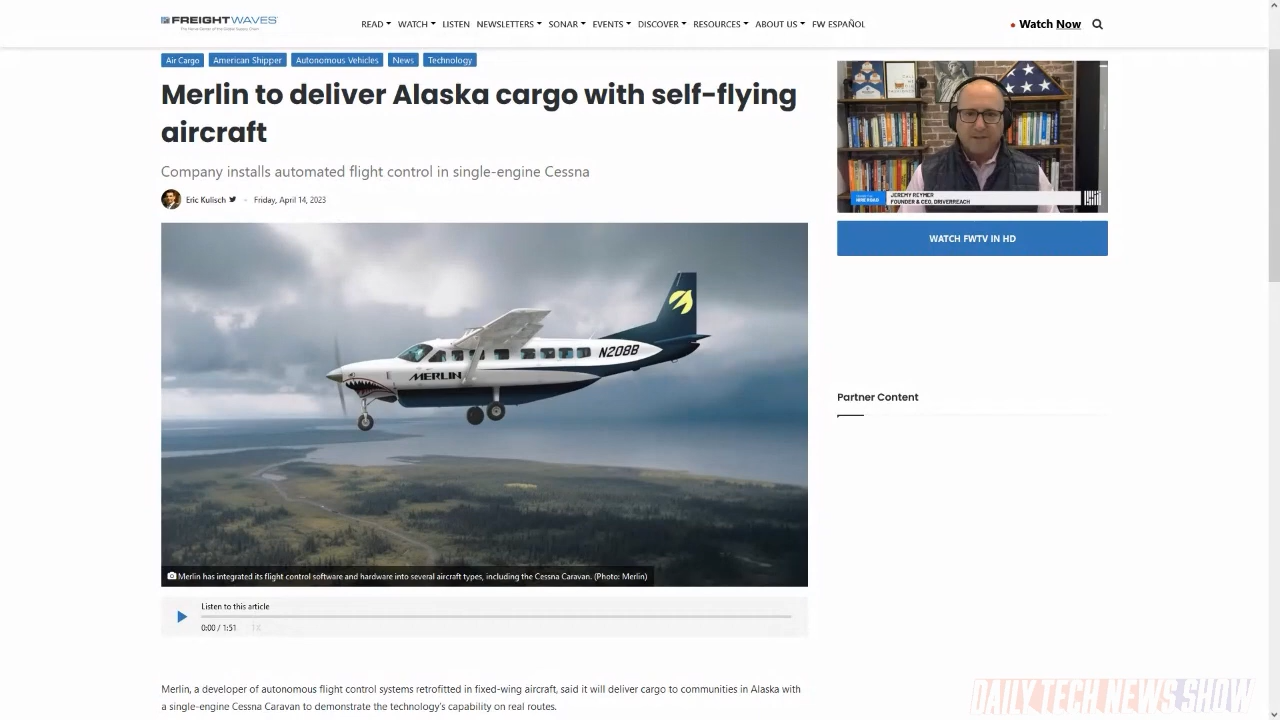 FREIGHTWAVES
READ WATCH LISTEN NEWSLETTERS SONAR EVENTS DISCOVER RESOURCES ABOUT US FW ESPAÑOL
Watch Now
Air Cargo American Shipper Autonomous Vehicles News Technology
Merlin to deliver Alaska cargo with self-flying
aircraft
Company installs automated flight control in single-engine Cessna
Eric Kulisch - Friday, April 14, 2023
N208B
MERLIN
Merlin has integrated its flight control software and hardware into several aircraft types, including the Cessna Caravan. (Photo: Merlin)
Listen to this article
0:00 / 1:51 1X
Merlin, a developer of autonomous flight control systems retrofitted in fixed-wing aircraft, said it will deliver cargo to communities in Alaska with
a single-engine Cessna Caravan to demonstrate the technology's capability on real routes.
JEREMY REYMER
FOUNDER & CEO, DRIVERREACH
WATCH FWTV IN HD
Partner Content
DAILY TECH NEWS SHOW